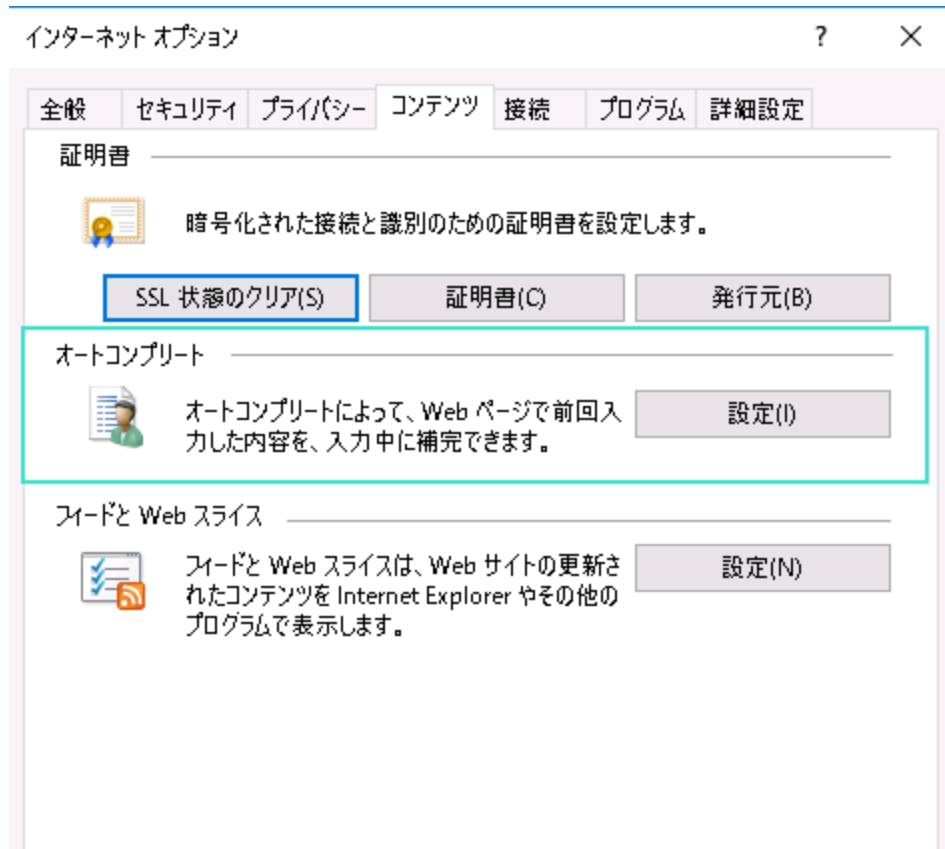 インターネット オプション ? ×
全般 セキュリティ プライバシー コンテンツ 接続 プログラム 詳細設定
証明書
暗号化された接続と識別のための証明書を設定します。
SSL 状態のクリア(S) 証明書(C) 発行元(B)
オートコンプリート
オートコンプリートによって、Web ページで前回入
力した内容を、入力中に補完できます。
設定(I)
フィードと Web スライス
フィードと Web スライスは、Web サイトの更新さ
れたコンテンツを Internet Explorer やその他の
プログラムで表示します。
設定(N)